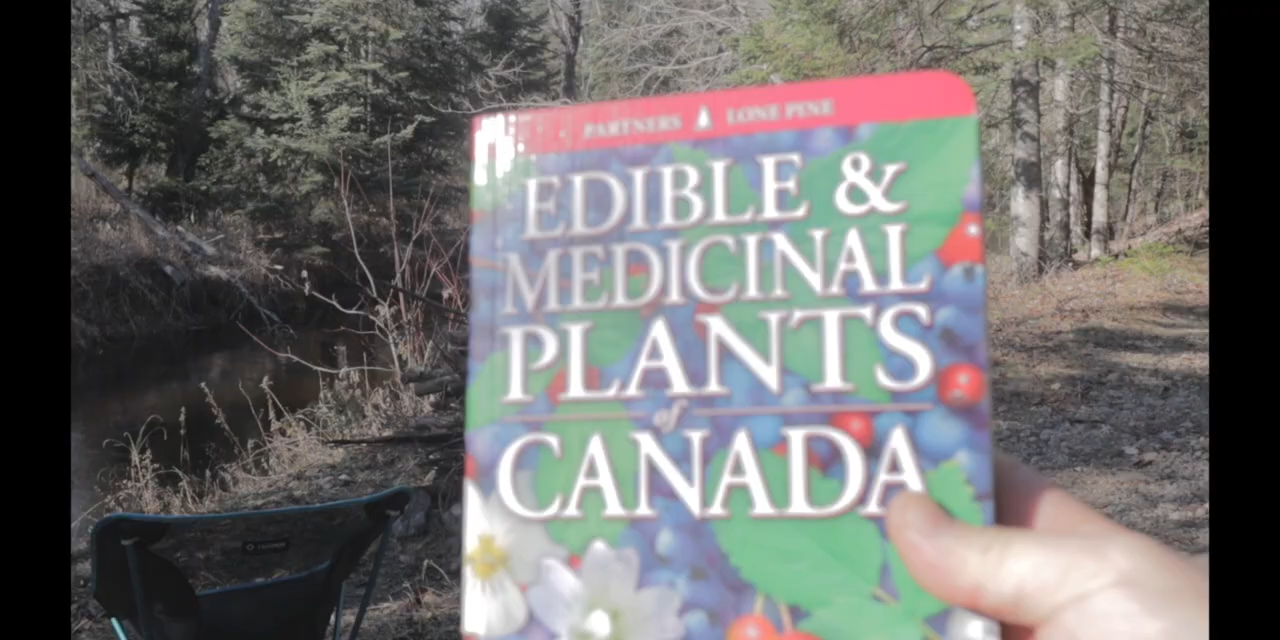 PARTNERS LONE PINE
EDIBLE &
MEDICINAL
PLANTS
of
CANADA